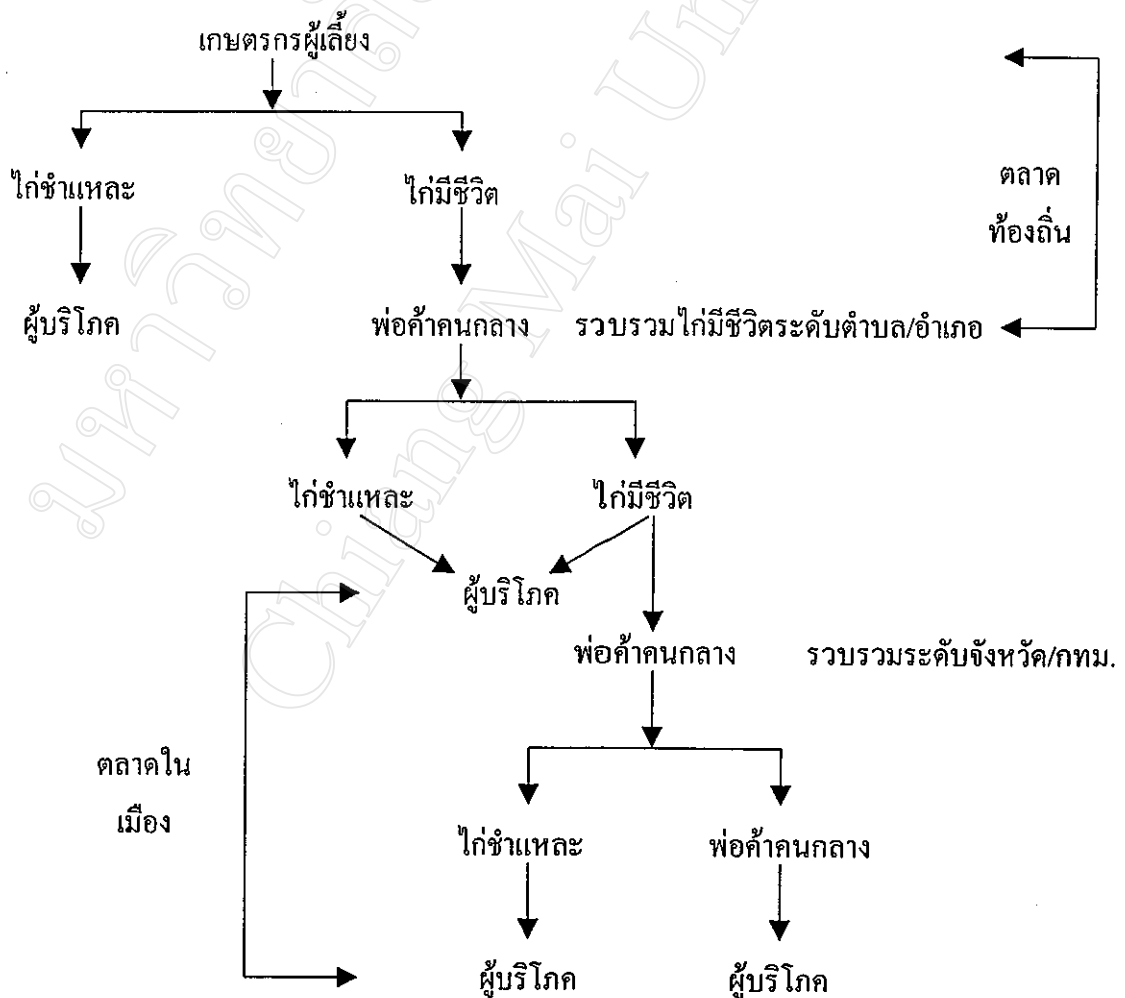 เกษตรกรผู้เลี้ยง
ไก่ชำแหละ ไก่มีชีวิต
ตลาด
ท้องถิ่น
ผู้บริโภค พ่อค้าคนกลาง รวบรวมไก่มีชีวิตระดับตำบล/อำเภอ
ไก่ชำแหละ ไก่มีชีวิต
ผู้บริโภค
พ่อค้าคนกลาง รวบรวมระดับจังหวัด/กทม.
ตลาดใน
เมือง
ไก่ชำแหละ พ่อค้าคนกลาง
ผู้บริโภค ผู้บริโภค
Chiang Mai Un